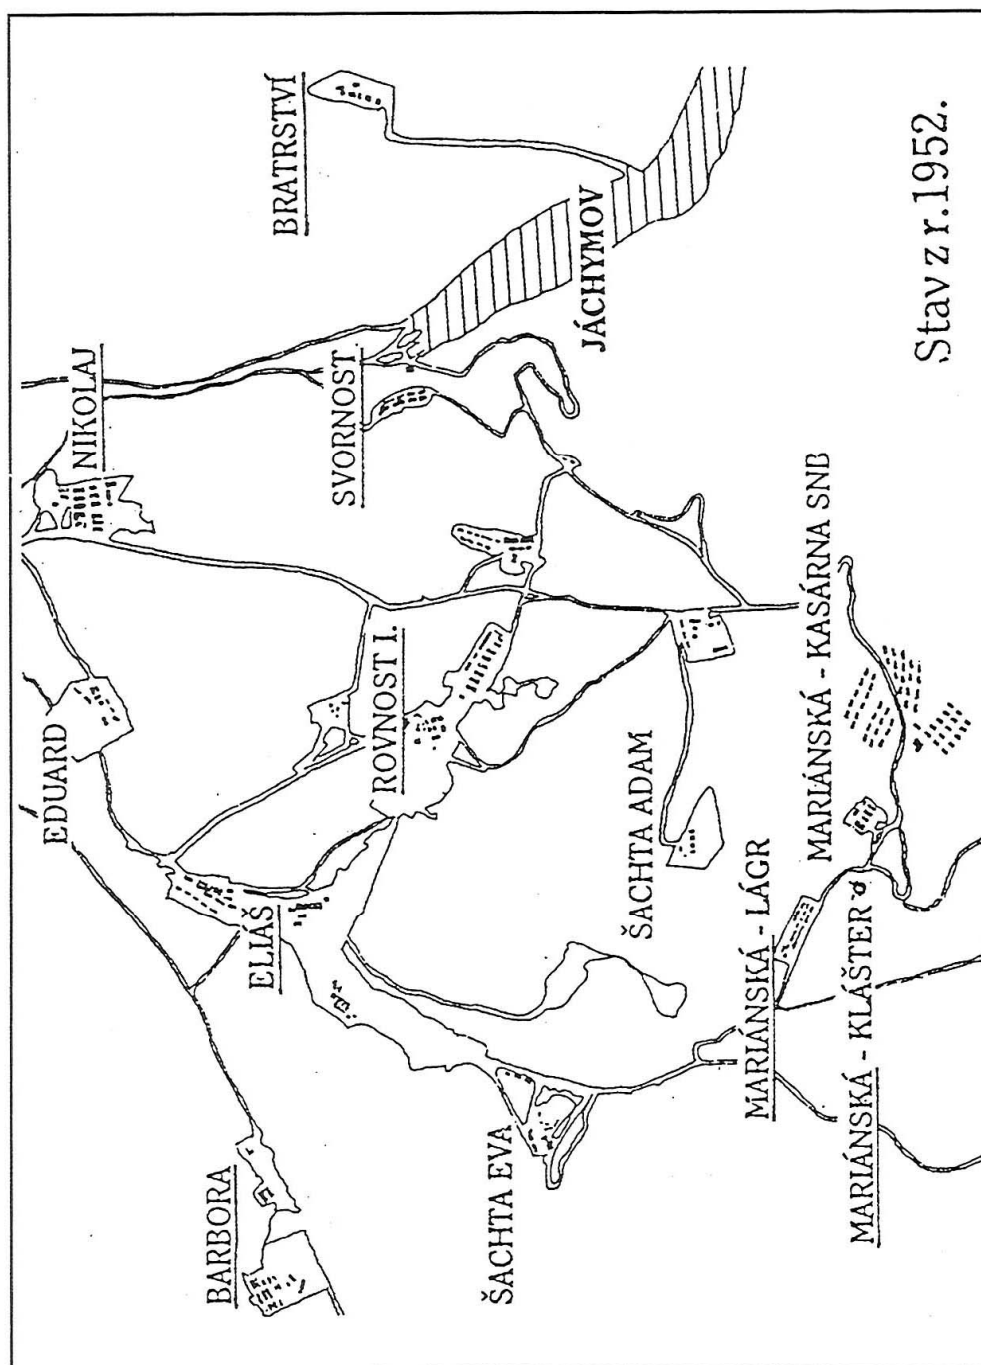 BARBORA
ELIÁŠ
EDUARD
NIKOLAJ
BRATRSTVÍ
ROVNOST I.
SVORNOST
ŠACHTA EVA
ŠACHTA ADAM
JÁCHYMOV
MARIÁNSKÁ - LÁGR
MARIÁNSKÁ - KASÁRNA SNB
MARIÁNSKÁ - KLÁŠTER
Stav z r. 1952.